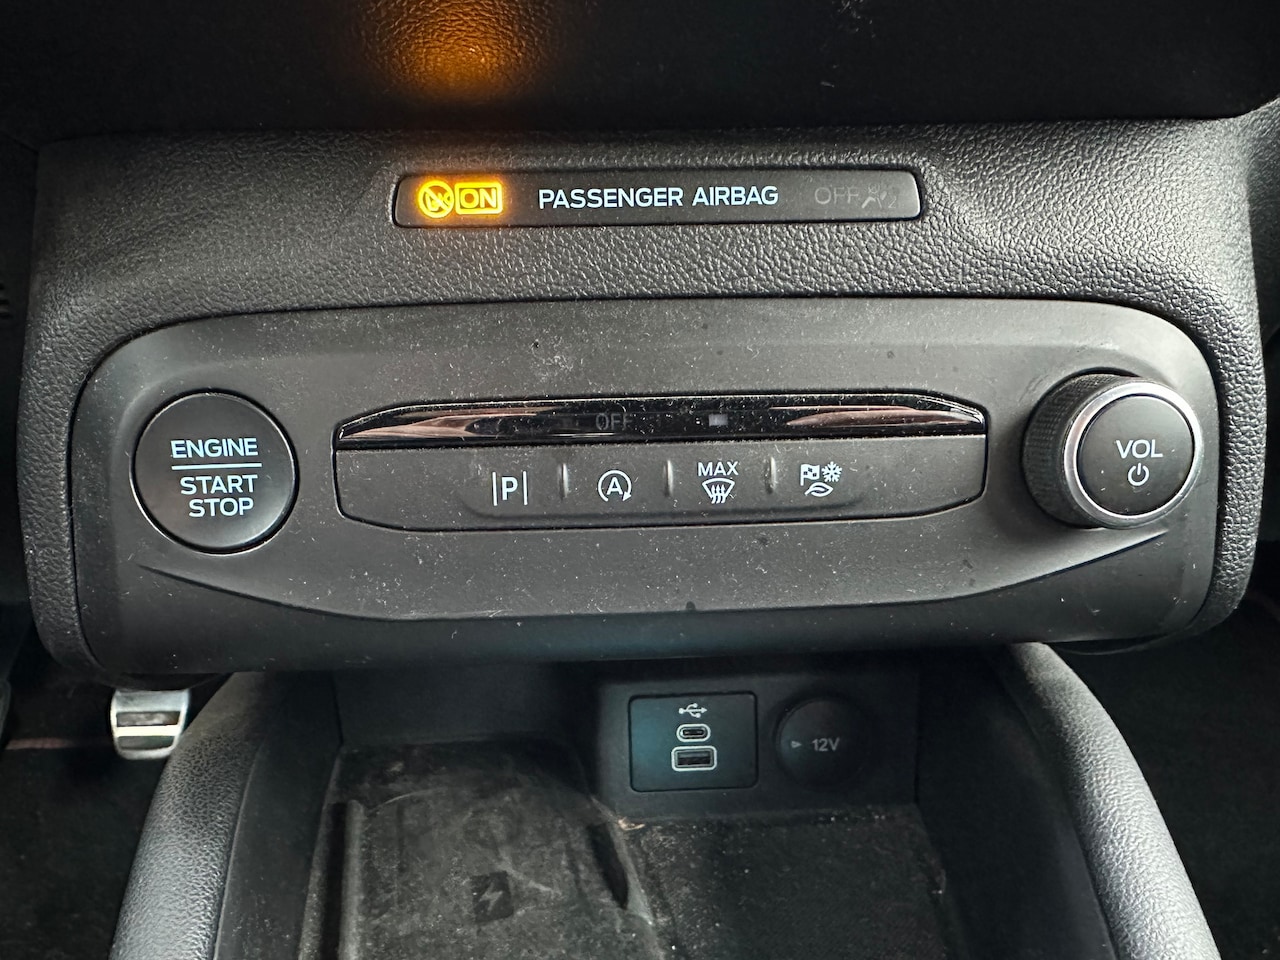 ON PASSENGER AIRBAG OFF
OFF
ENGINE
START
STOP
P
A
MAX
VOL
12V